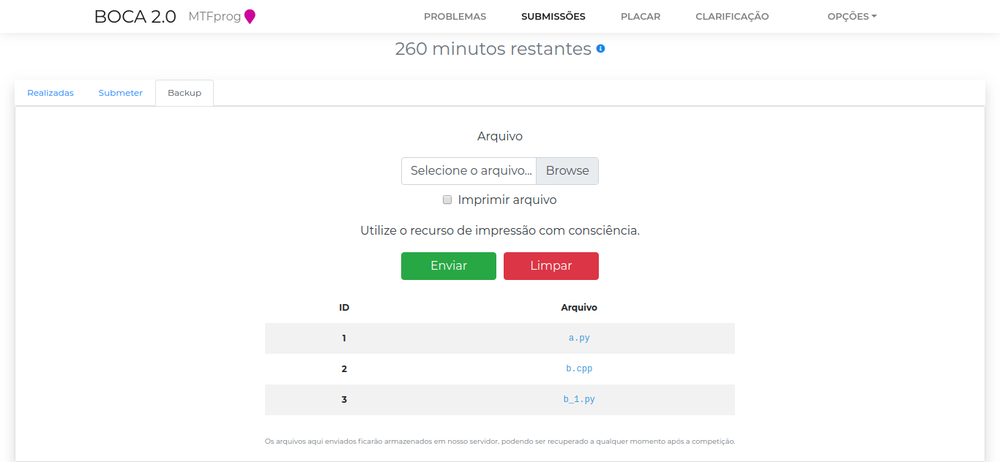 BOCA 2.0 MTFprog PROBLEMAS SUBMISSÕES PLACAR CLARIFICAÇÃO OPÇÕES
260 minutos restantes
Realizadas Submeter Backup
Arquivo
Selecione o arquivo... Browse
Imprimir arquivo
Utilize o recurso de impressão com consciência.
Enviar Limpar
ID Arquivo
1 a.py
2 b.cpp
3 b_1.py
Os arquivos aqui enviados ficarão armazenados em nosso servidor, podendo ser recuperado a qualquer momento após a competição.